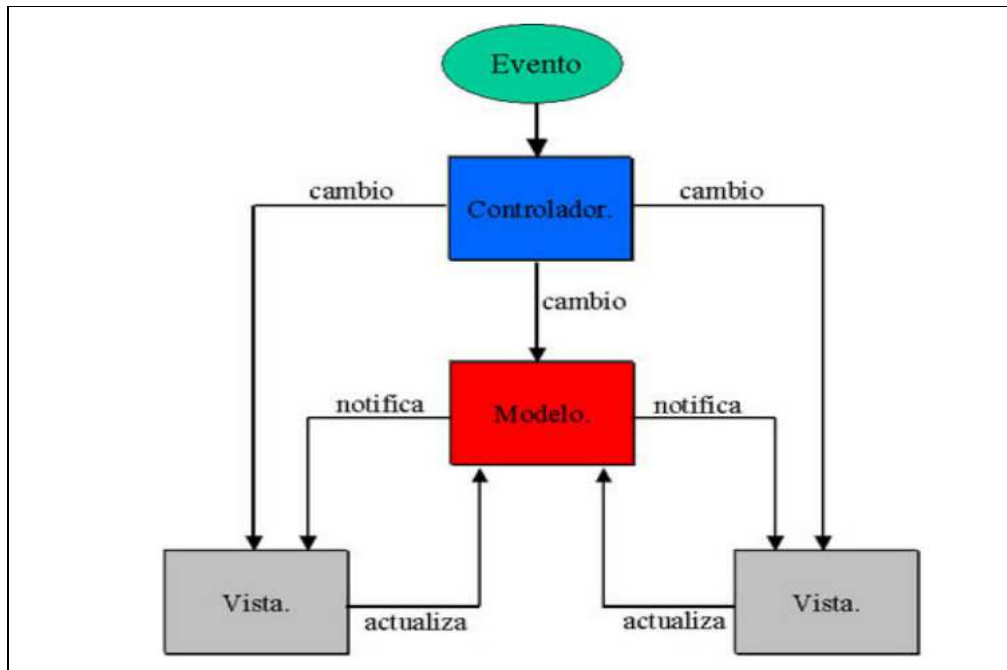 Evento
cambio
Controlador.
cambio
cambio
notifica
Modelo.
notifica
Vista.
actualiza
actualiza
Vista.